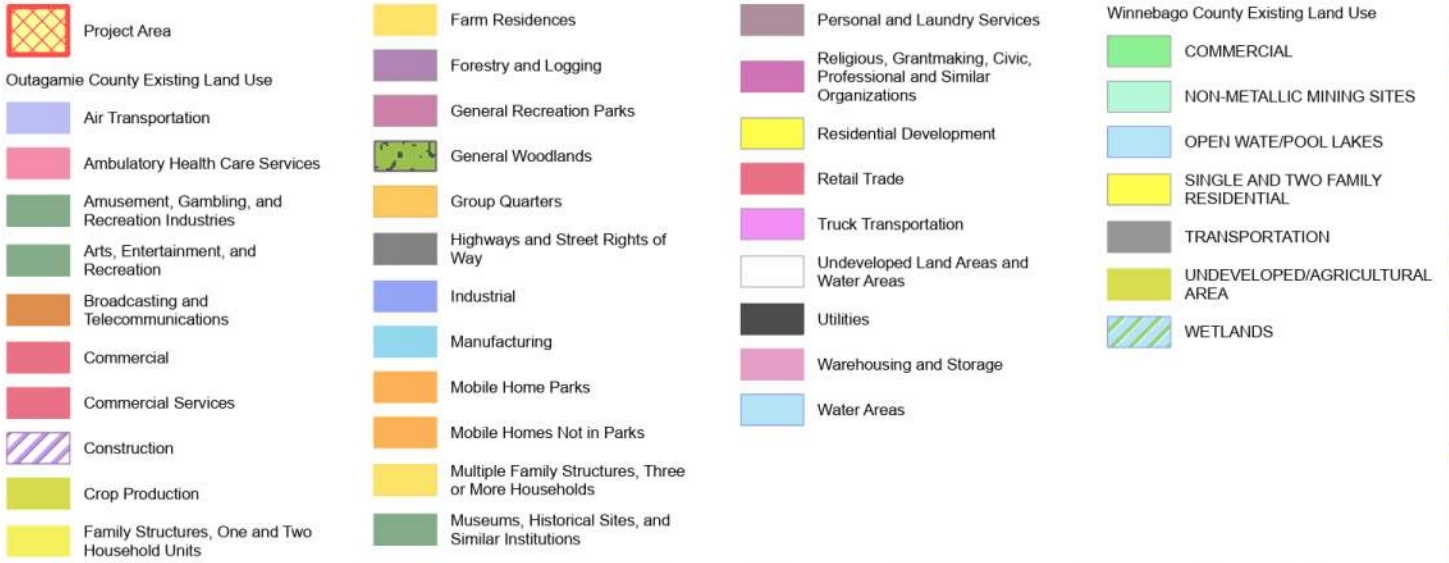 Project Area
Outagamie County Existing Land Use
Air Transportation
Ambulatory Health Care Services
Amusement, Gambling, and
Recreation Industries
Arts, Entertainment, and
Recreation
Broadcasting and
Telecommunications
Commercial
Commercial Services
Construction
Crop Production
Family Structures, One and Two
Household Units
Farm Residences
Forestry and Logging
General Recreation Parks
General Woodlands
Group Quarters
Highways and Street Rights of
Way
Industrial
Manufacturing
Mobile Home Parks
Mobile Homes Not in Parks
Multiple Family Structures, Three
or More Households
Museums, Historical Sites, and
Similar Institutions
Personal and Laundry Services
Religious, Grantmaking, Civic,
Professional and Similar
Organizations
Residential Development
Retail Trade
Truck Transportation
Undeveloped Land Areas and
Water Areas
Utilities
Warehousing and Storage
Water Areas
Winnebago County Existing Land Use
COMMERCIAL
NON-METALLIC MINING SITES
OPEN WATE/POOL LAKES
SINGLE AND TWO FAMILY
RESIDENTIAL
TRANSPORTATION
UNDEVELOPED/AGRICULTURAL
AREA
WETLANDS